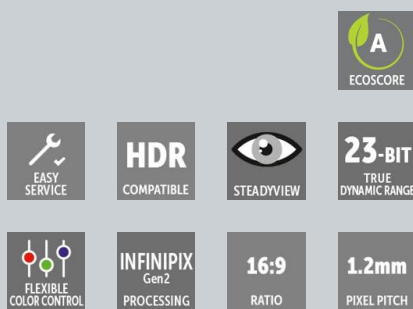 A
ECOSCORE
EASY
SERVICE
HDR
COMPATIBLE
STEADYVIEW
23-BIT
TRUE
DYNAMIC RANGE
FLEXIBLE
COLOR CONTROL
INFINIPIX
Gen2
PROCESSING
16:9
RATIO
1.2mm
PIXEL PITCH